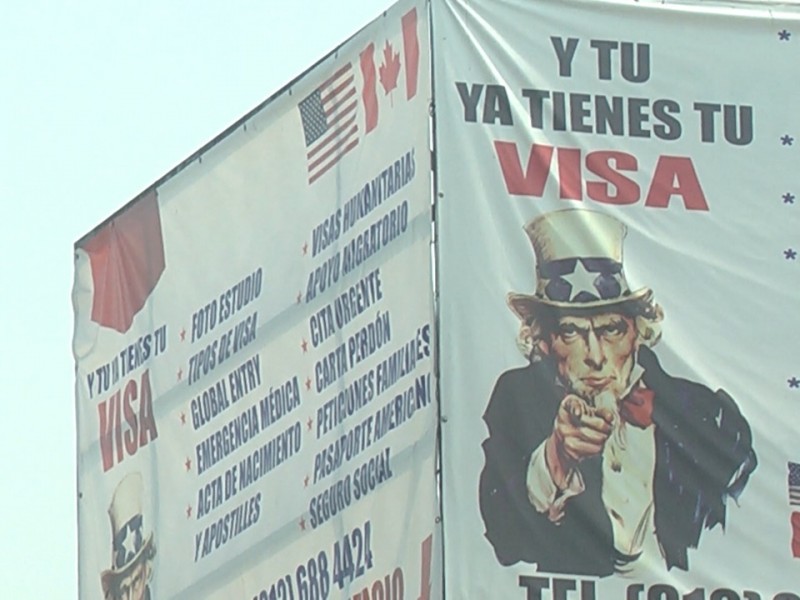 Y TU
YA TIENES TU
VISA
Y TU YA TIENES TU
VISA
FOTO ESTUDIO
TIPOS DE VISA
GLOBAL ENTRY
EMERGENCIA MÉDICA
ACTA DE NACIMIENTO
Y APOSTILLES
VISAS HUMANITARIAS
APOYO MIGRATORIO
CITA URGENTE
CARTA PERDÓN
PETICIONES FAMILIARES
PASAPORTE AMERICANO
SEGURO SOCIAL
688 4424
TEL